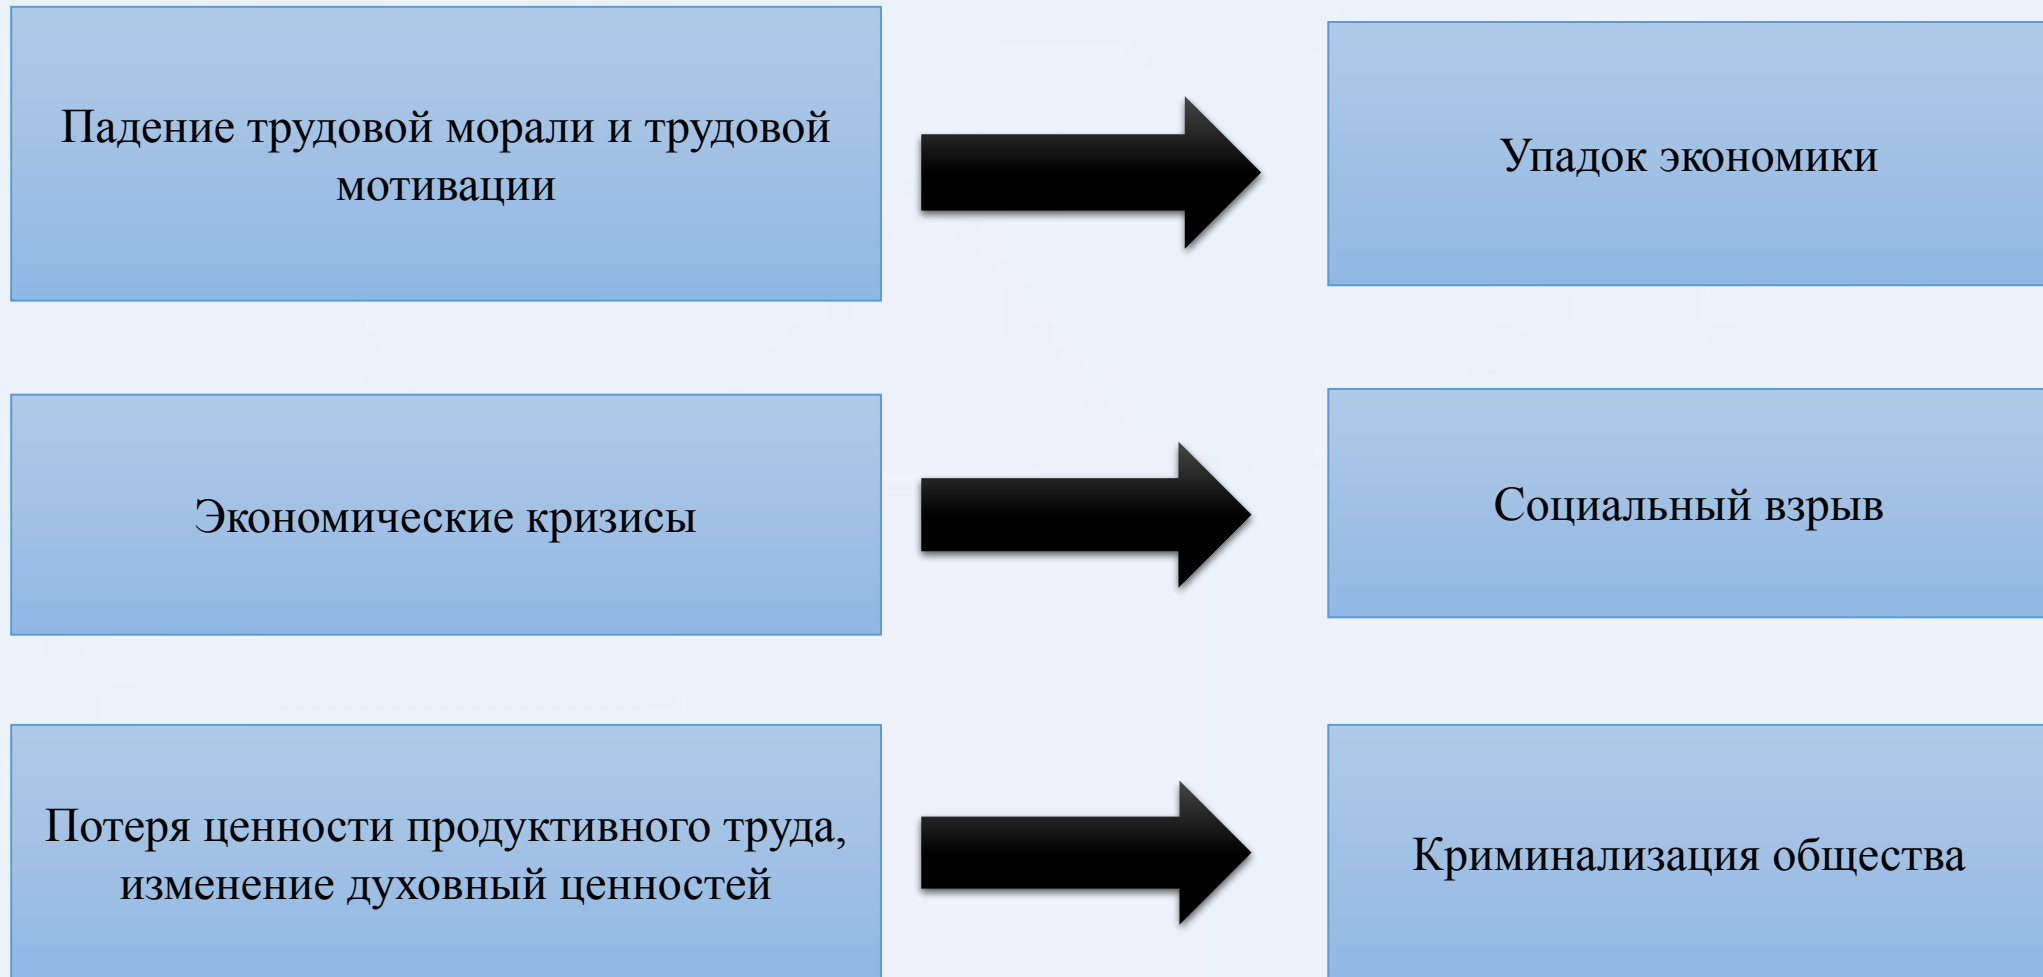 Падение трудовой морали и трудовой
мотивации
Упадок экономики
Экономические кризисы
Социальный взрыв
Потеря ценности продуктивного труда,
изменение духовный ценностей
Криминализация общества